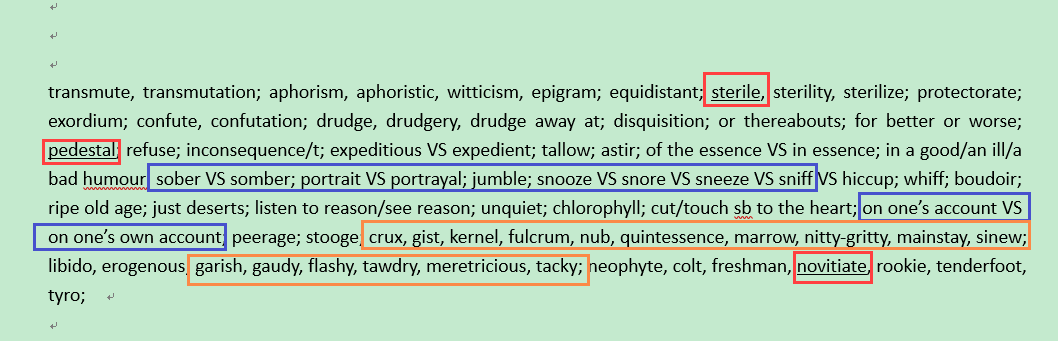 transmute, transmutation; aphorism, aphoristic, witticism, epigram; equidistant; sterile, sterility, sterilize; protectorate;
exordium; confute, confutation; drudge, drudgery, drudge away at; disquisition; or thereabouts; for better or worse;
pedestal; refuse; inconsequence/t; expeditious VS expedient; tallow; astir; of the essence VS in essence; in a good/an ill/a
bad humour sober VS somber; portrait VS portrayal; jumble; snooze VS snore VS sneeze VS sniff VS hiccup; whiff; boudoir;
ripe old age; just deserts; listen to reason/see reason; unquiet; chlorophyll; cut/touch sb to the heart; on one’s account VS
on one’s own account; peerage; stooge, crux, gist, kernel, fulcrum, nub, quintessence, marrow, nitty-gritty, mainstay, sinew;
libido, erogenous, garish, gaudy, flashy, tawdry, meretricious, tacky; neophyte, colt, freshman, novitiate, rookie, tenderfoot,
tyro;